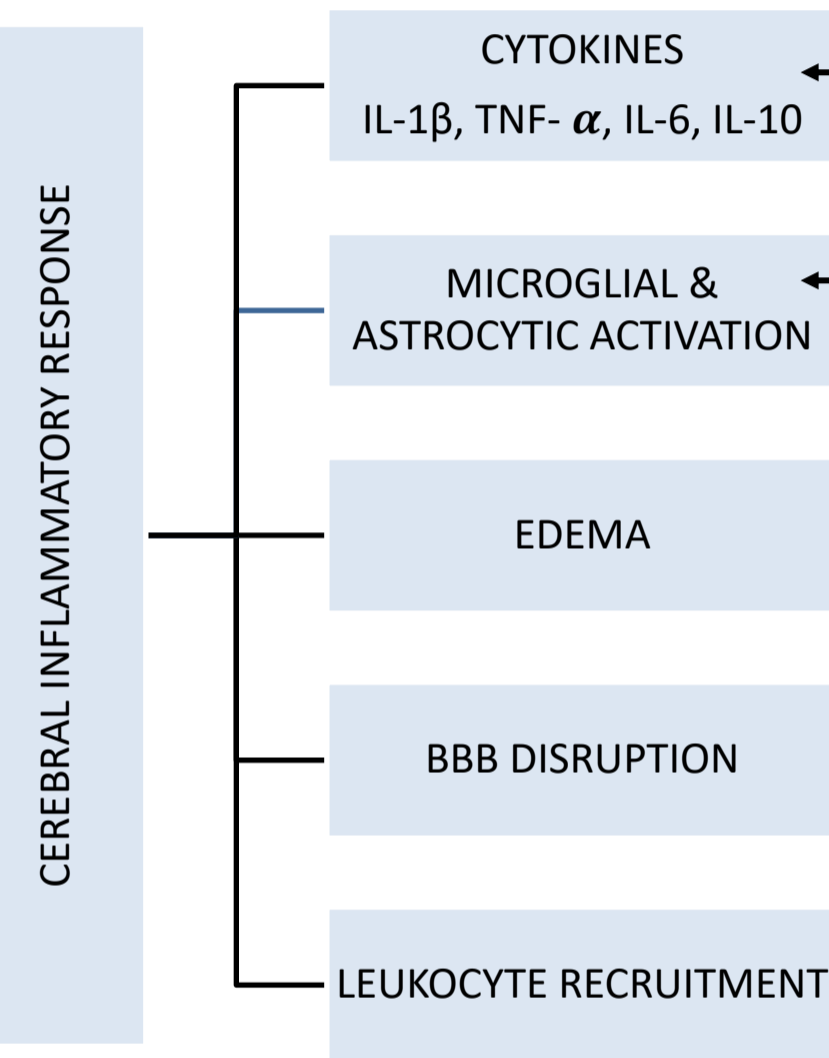 CEREBRAL INFLAMMATORY RESPONSE
CYTOKINES
IL-1β, TNF- α, IL-6, IL-10
MICROGLIAL &
ASTROCYTIC ACTIVATION
EDEMA
BBB DISRUPTION
LEUKOCYTE RECRUITMENT